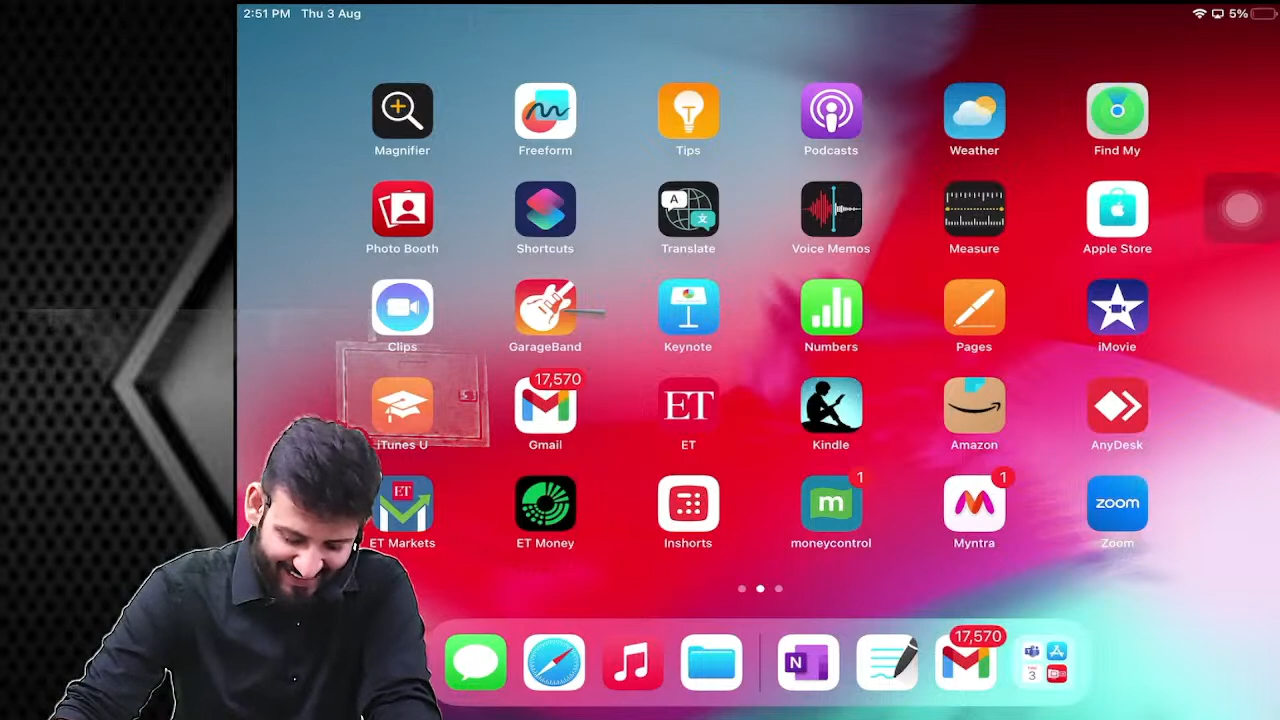 2:51 PM Thu 3 Aug 5%
Magnifier Freeform Tips Podcasts Weather Find My
A 文
Photo Booth Shortcuts Translate Voice Memos Measure Apple Store
Clips GarageBand Keynote Numbers Pages iMovie
17,570
ET
iTunes U Gmail ET Kindle Amazon AnyDesk
1 1
ET m zoom
ET Markets ET Money Inshorts moneycontrol Myntra Zoom
17,570
N
3